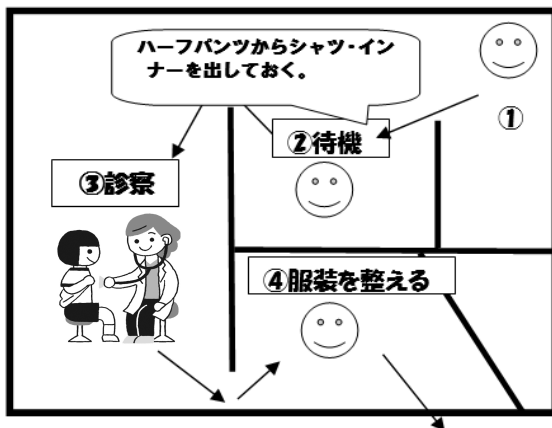 ハーフパンツからシャツ・イン
ナーを出しておく。
①
②待機
③診察
④服装を整える